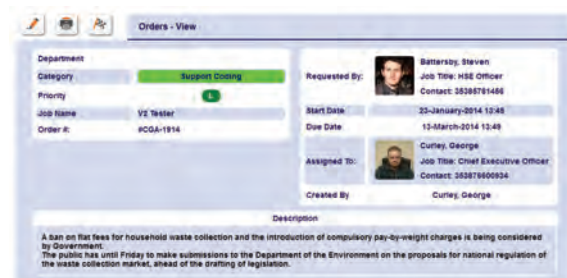 Orders - View
Department
Category Support Coding
Priority L
Job Name V2 Tester
Order #: #CGA-1914
Requested By: Battersby, Steven
Job Title: HSE Officer
Contact: 35386781486
Start Date 23-January-2014 13:46
Due Date 13-March-2014 13:46
Assigned To: Curley, George
Job Title: Chief Executive Officer
Contact: 353876600934
Created By Curley, George
Description
A ban on flat fees for household waste collection and the introduction of compulsory pay-by-weight charges is being considered
by Government.
The public has until Friday to make submissions to the Department of the Environment on the proposals for national regulation of
the waste collection market, ahead of the drafting of legislation.